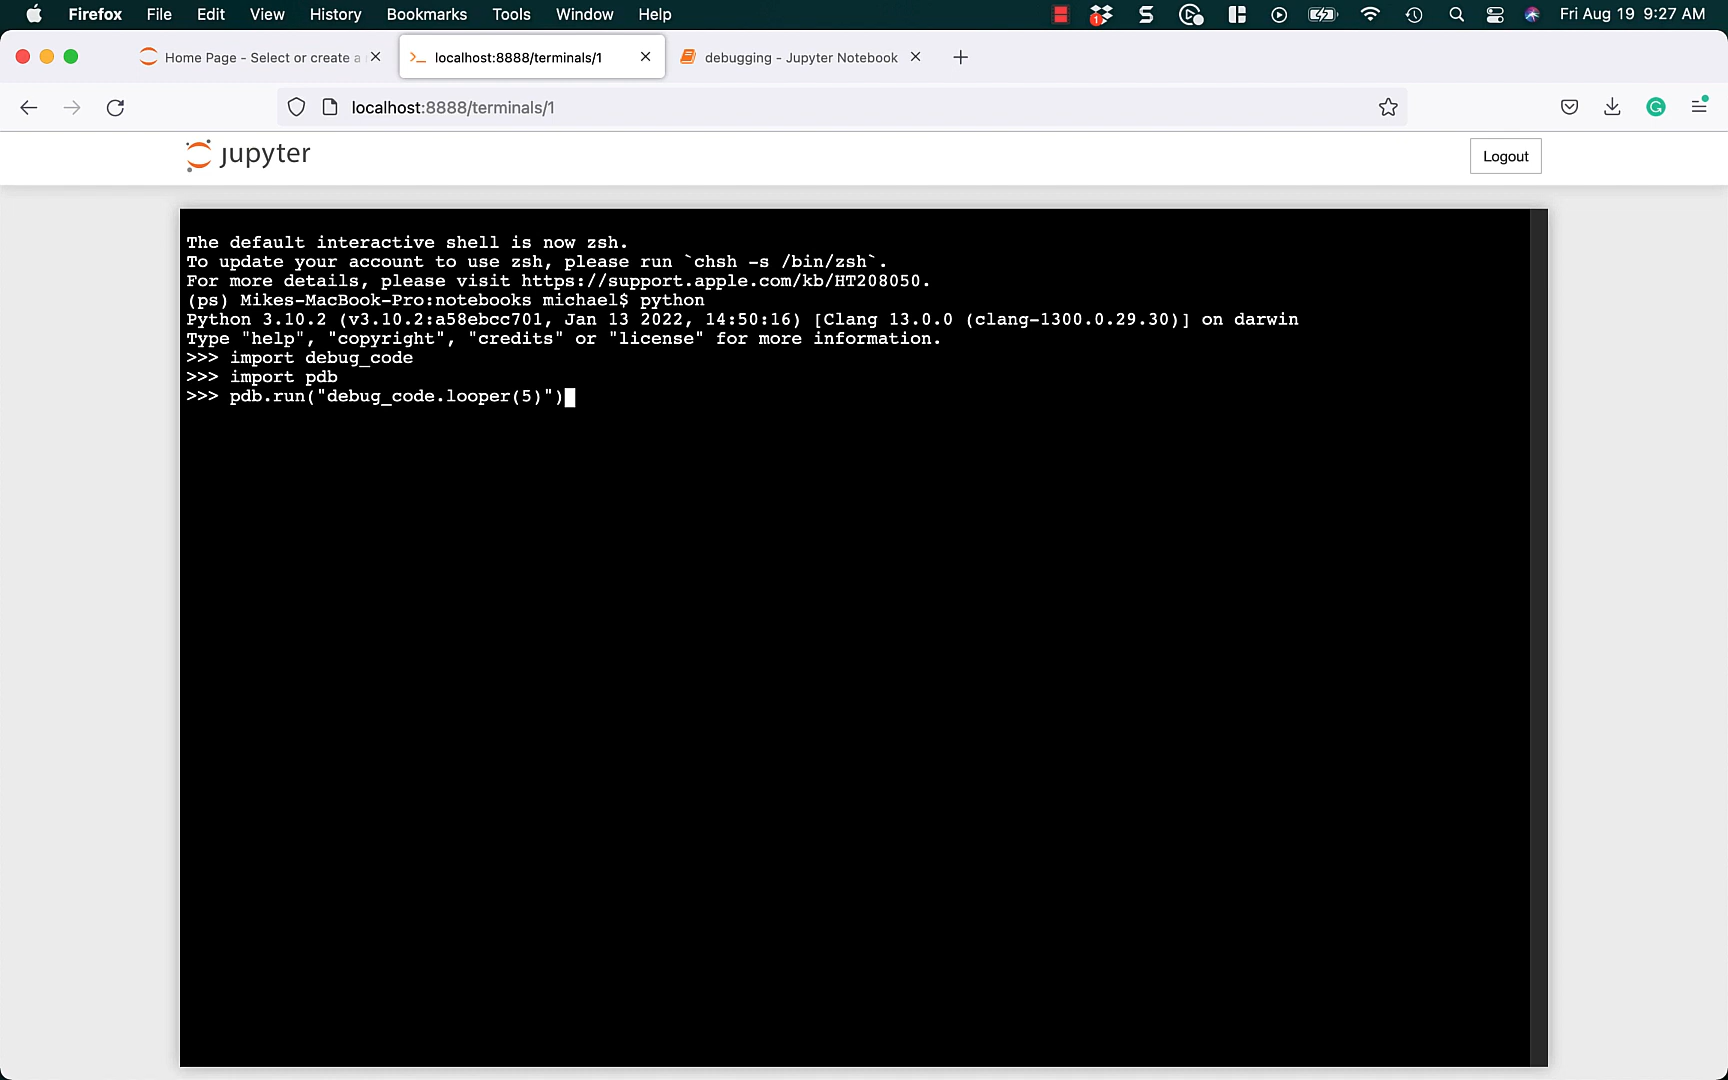 Firefox File Edit View History Bookmarks Tools Window Help 1 Fri Aug 19 9:27 AM
Home Page - Select or create a localhost:8888/terminals/1 debugging - Jupyter Notebook
localhost:8888/terminals/1
jupyter Logout
The default interactive shell is now zsh.
To update your account to use zsh, please run `chsh -s /bin/zsh`.
For more details, please visit https://support.apple.com/kb/HT208050.
(ps) Mikes-MacBook-Pro:notebooks michael$ python
Python 3.10.2 (v3.10.2:a58ebcc701, Jan 13 2022, 14:50:16) [Clang 13.0.0 (clang-1300.0.29.30)] on darwin
Type "help", "copyright", "credits" or "license" for more information.
>>> import debug_code
>>> import pdb
>>> pdb.run("debug_code.looper(5)")